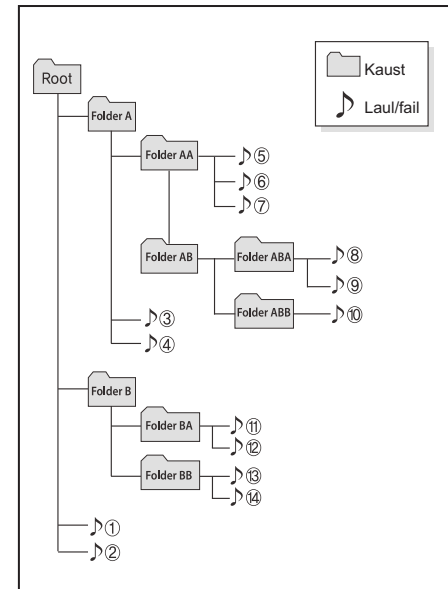 Root
Kaust
Laul/fail
Folder A
Folder AA
⑤
⑥
⑦
Folder AB
Folder ABA
⑧
⑨
Folder ABB
⑩
③
④
Folder B
Folder BA
⑪
⑫
Folder BB
⑬
⑭
①
②